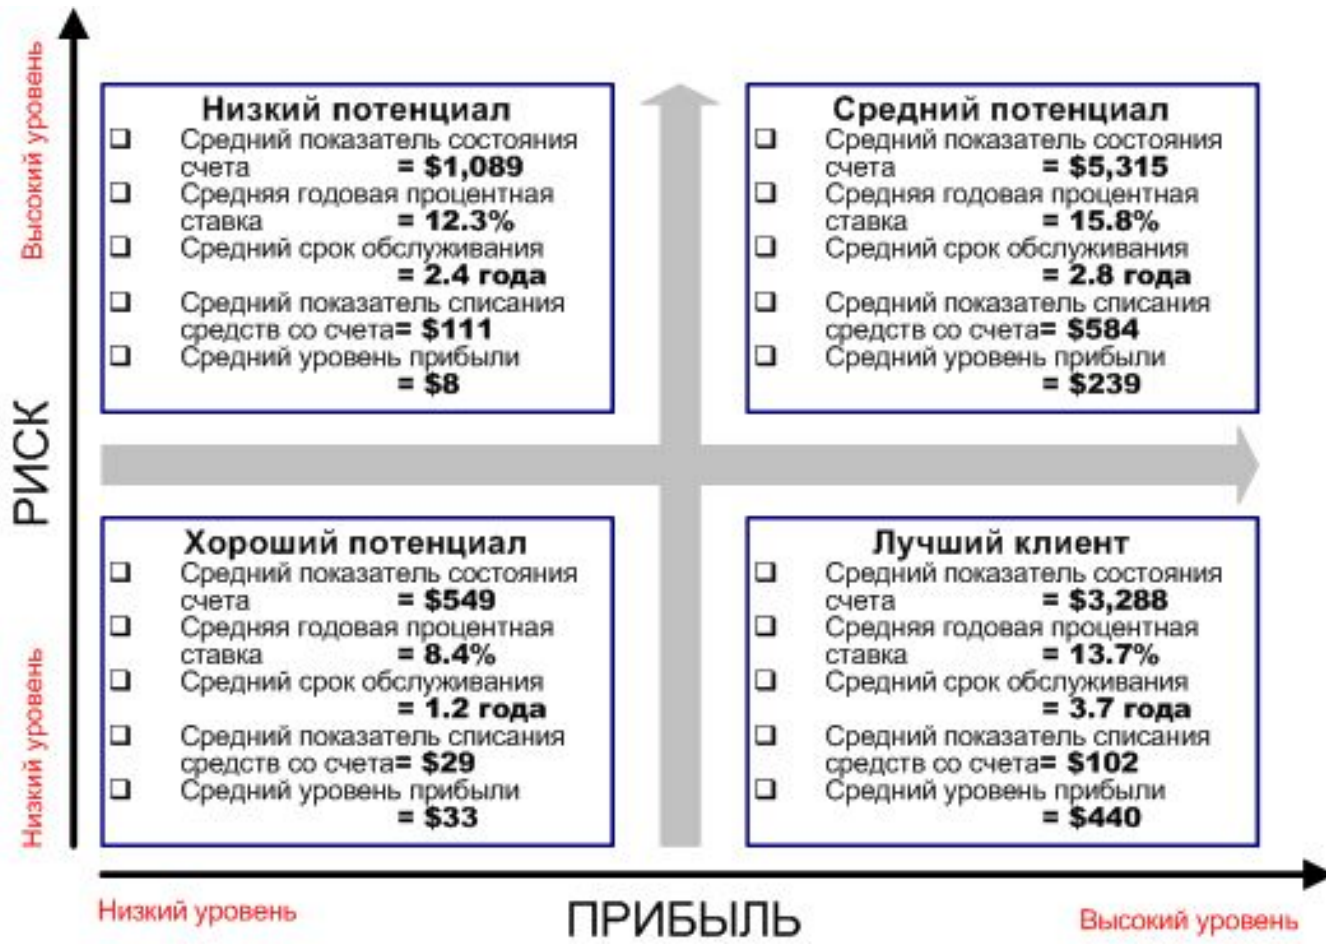 Высокий уровень
РИСК
Низкий уровень
Низкий потенциал
Средний показатель состояния
счета = $1,089
Средняя годовая процентная
ставка = 12.3%
Средний срок обслуживания
= 2.4 года
Средний показатель списания
средств со счета= $111
Средний уровень прибыли
= $8
Средний потенциал
Средний показатель состояния
счета = $5,315
Средняя годовая процентная
ставка = 15.8%
Средний срок обслуживания
= 2.8 года
Средний показатель списания
средств со счета= $584
Средний уровень прибыли
= $239
Хороший потенциал
Средний показатель состояния
счета = $549
Средняя годовая процентная
ставка = 8.4%
Средний срок обслуживания
= 1.2 года
Средний показатель списания
средств со счета= $29
Средний уровень прибыли
= $33
Лучший клиент
Средний показатель состояния
счета = $3,288
Средняя годовая процентная
ставка = 13.7%
Средний срок обслуживания
= 3.7 года
Средний показатель списания
средств со счета= $102
Средний уровень прибыли
= $440
Низкий уровень
ПРИБЫЛЬ
Высокий уровень